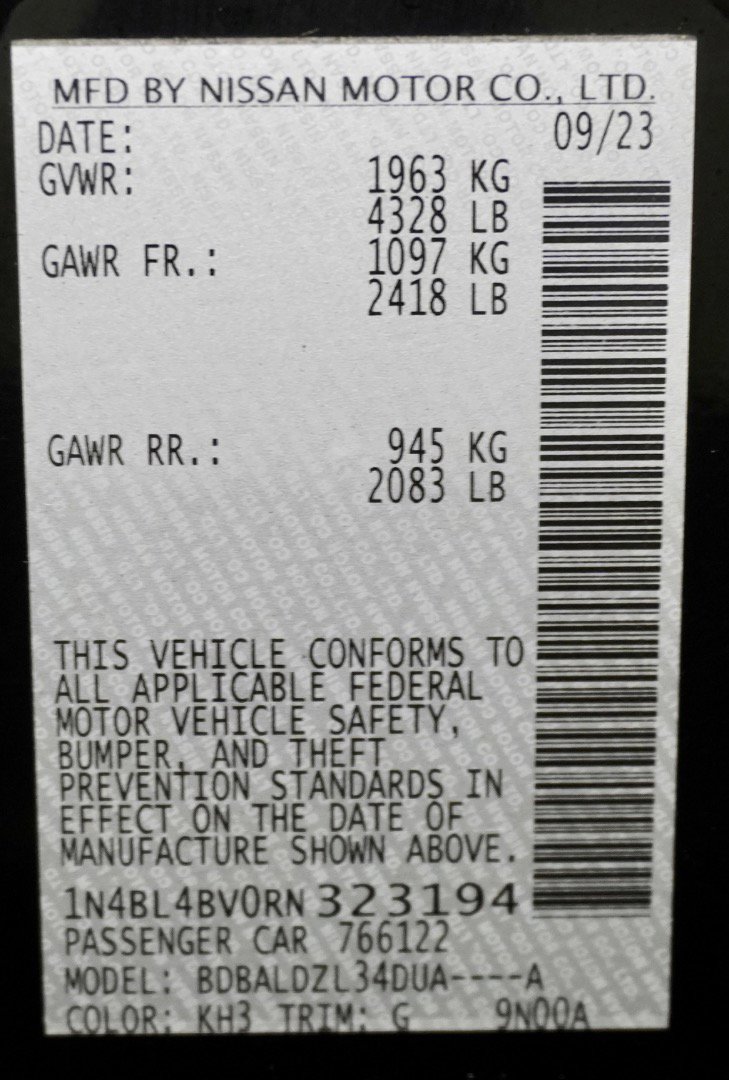 MFD BY NISSAN MOTOR CO., LTD.
DATE: 09/23
GVWR: 1963 KG
4328 LB
GAWR FR.: 1097 KG
2418 LB
GAWR RR.: 945 KG
2083 LB
THIS VEHICLE CONFORMS TO
ALL APPLICABLE FEDERAL
MOTOR VEHICLE SAFETY,
BUMPER, AND THEFT
PREVENTION STANDARDS IN
EFFECT ON THE DATE OF
MANUFACTURE SHOWN ABOVE.
1N4BL4BV0RN323194
PASSENGER CAR 766122
MODEL: BDBALDZL34DUA----A
COLOR: KH3 TRIM: G 9N00A